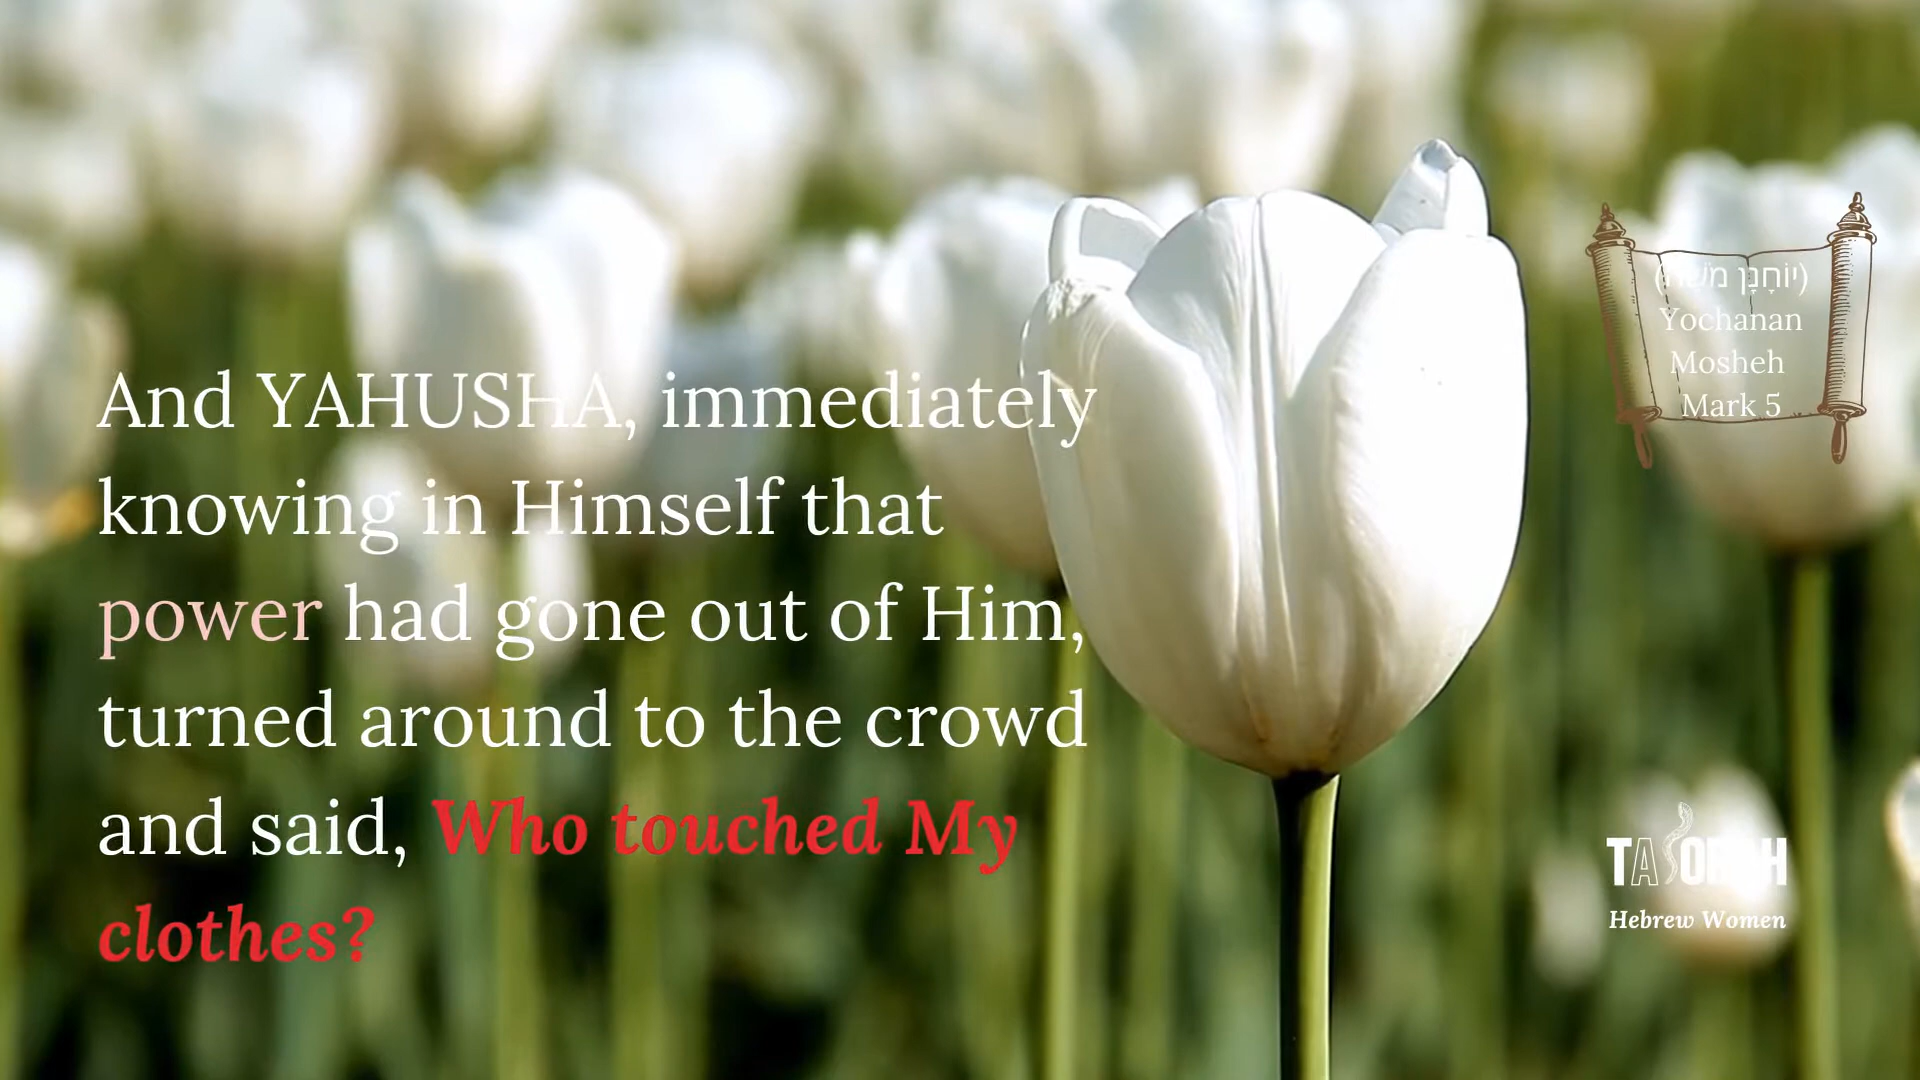 And YAHUSHA, immediately
knowing in Himself that
power had gone out of Him,
turned around to the crowd
and said, Who touched My
clothes?
(יוֹחָנָן מֹשֶׁה)
Yochanan
Mosheh
Mark 5
Hebrew Women